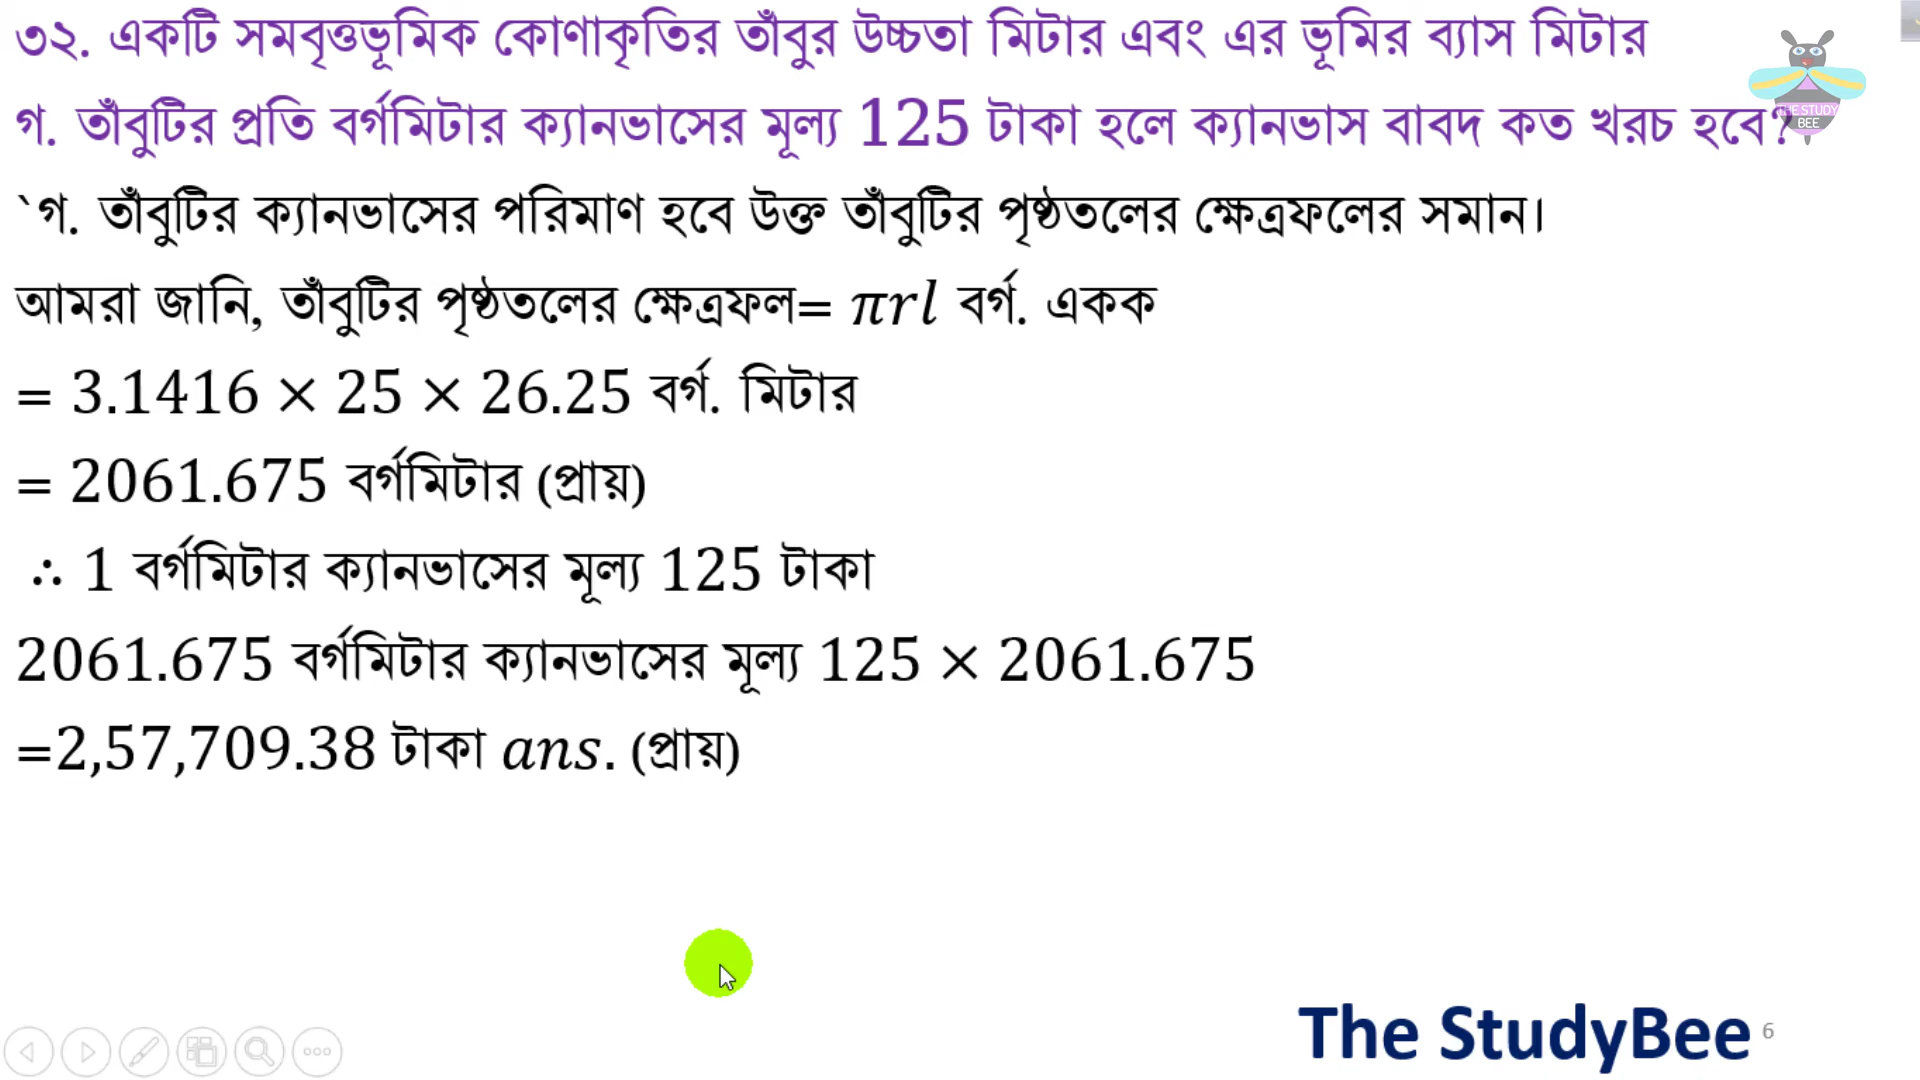 ৩২. একটি সমবৃত্তভূমিক কোণাকৃতির তাঁবুর উচ্চতা মিটার এবং এর ভূমির ব্যাস মিটার
গ. তাঁবুটির প্রতি বর্গমিটার ক্যানভাসের মূল্য 125 টাকা হলে ক্যানভাস বাবদ কত খরচ হবে?
THE STUDY
BEE
`গ. তাঁবুটির ক্যানভাসের পরিমাণ হবে উক্ত তাঁবুটির পৃষ্ঠতলের ক্ষেত্রফলের সমান।
আমরা জানি, তাঁবুটির পৃষ্ঠতলের ক্ষেত্রফল= πrl বর্গ. একক
= 3.1416 × 25 × 26.25 বর্গ. মিটার
= 2061.675 বর্গমিটার (প্রায়)
∴ 1 বর্গমিটার ক্যানভাসের মূল্য 125 টাকা
2061.675 বর্গমিটার ক্যানভাসের মূল্য 125 × 2061.675
=2,57,709.38 টাকা ans. (প্রায়)
The StudyBee 6